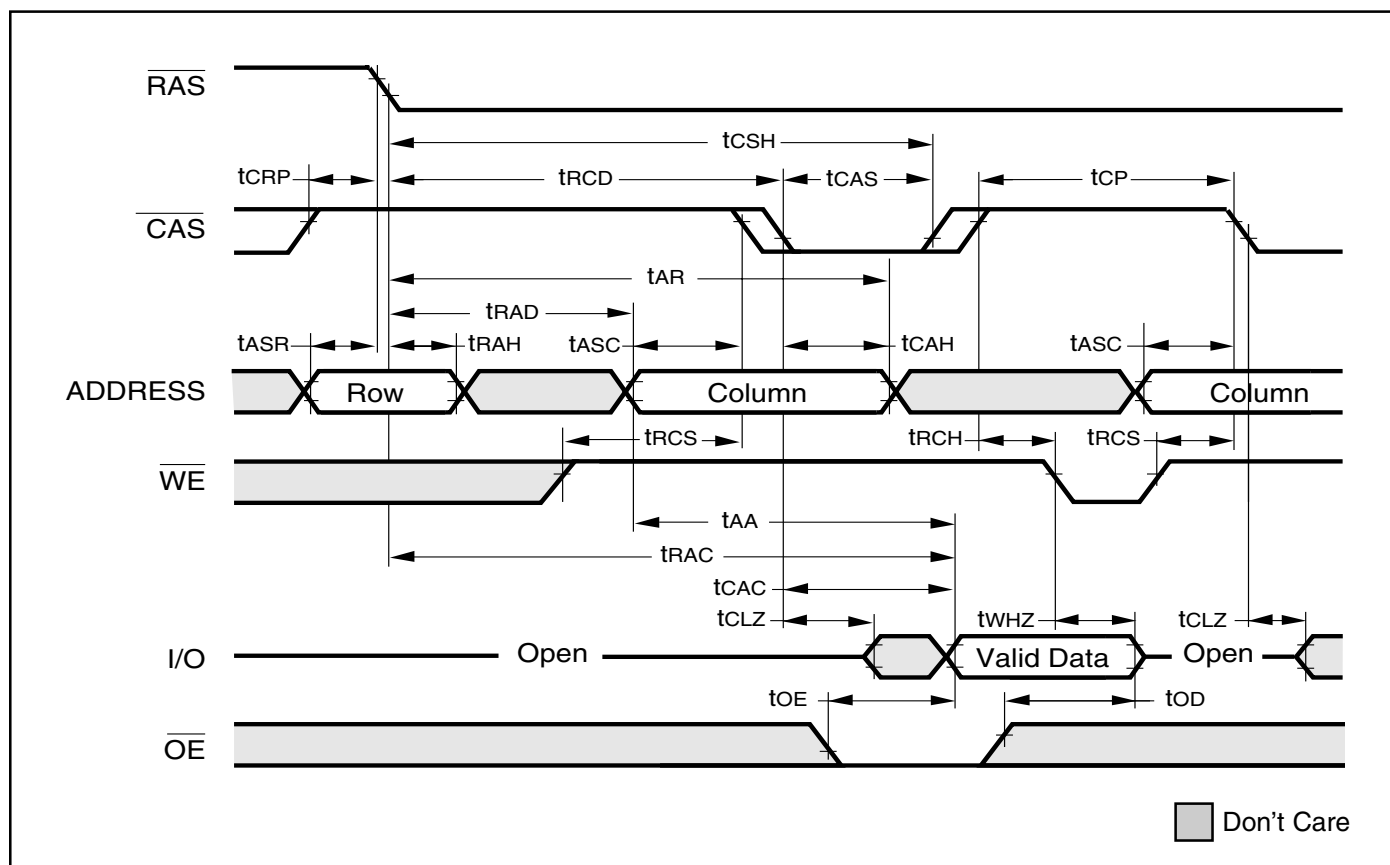 RAS
tCSH
tCRP tRCD tCAS tCP
CAS
tAR
tRAD
tASR tRAH tASC tCAH tASC
ADDRESS Row Column Column
tRCS tRCH tRCS
WE
tAA
tRAC
tCAC
tCLZ tWHZ tCLZ
I/O Open Valid Data Open
tOE tOD
OE
Don't Care